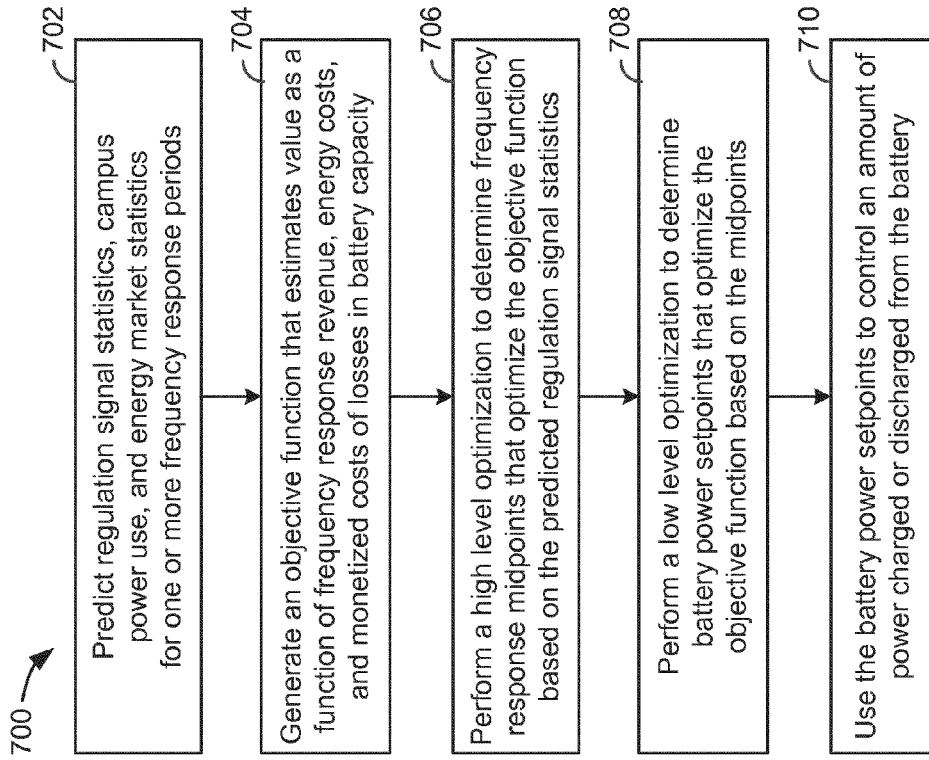 700
702
Predict regulation signal statistics, campus
power use, and energy market statistics
for one or more frequency response periods
704
Generate an objective function that estimates value as a
function of frequency response revenue, energy costs,
and monetized costs of losses in battery capacity
706
Perform a high level optimization to determine frequency
response midpoints that optimize the objective function
based on the predicted regulation signal statistics
708
Perform a low level optimization to determine
battery power setpoints that optimize the
objective function based on the midpoints
710
Use the battery power setpoints to control an amount of
power charged or discharged from the battery